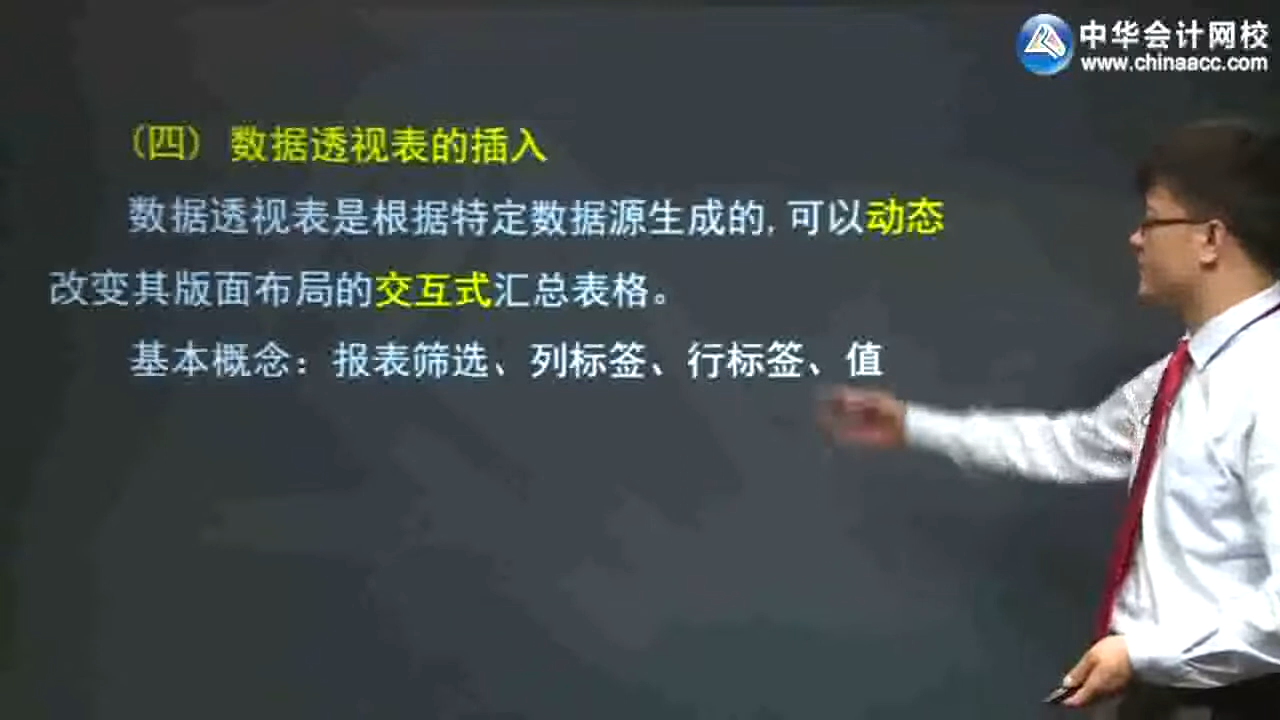 中华会计网校
www.chinaacc.com
（四）数据透视表的插入
数据透视表是根据特定数据源生成的,可以动态
改变其版面布局的交互式汇总表格。
基本概念：报表筛选、列标签、行标签、值